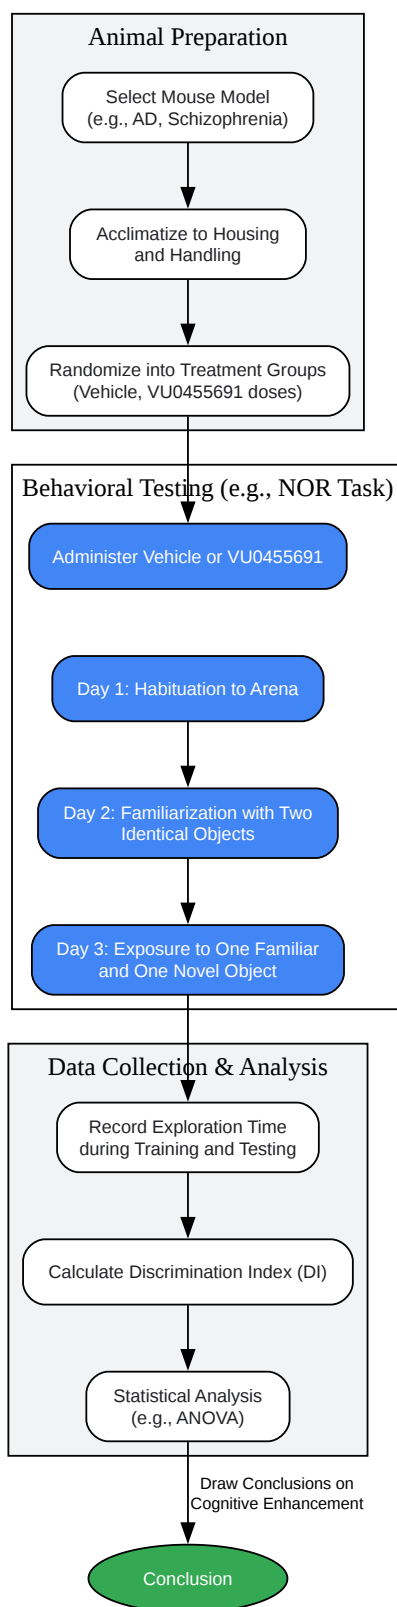 Animal Preparation
Select Mouse Model
(e.g., AD, Schizophrenia)
Acclimatize to Housing
and Handling
Randomize into Treatment Groups
(Vehicle, VU0455691 doses)
Behavioral Testing (e.g., NOR Task)
Administer Vehicle or VU0455691
Day 1: Habituation to Arena
Day 2: Familiarization with Two
Identical Objects
Day 3: Exposure to One Familiar
and One Novel Object
Data Collection & Analysis
Record Exploration Time
during Training and Testing
Calculate Discrimination Index (DI)
Statistical Analysis
(e.g., ANOVA)
Draw Conclusions on
Cognitive Enhancement
Conclusion